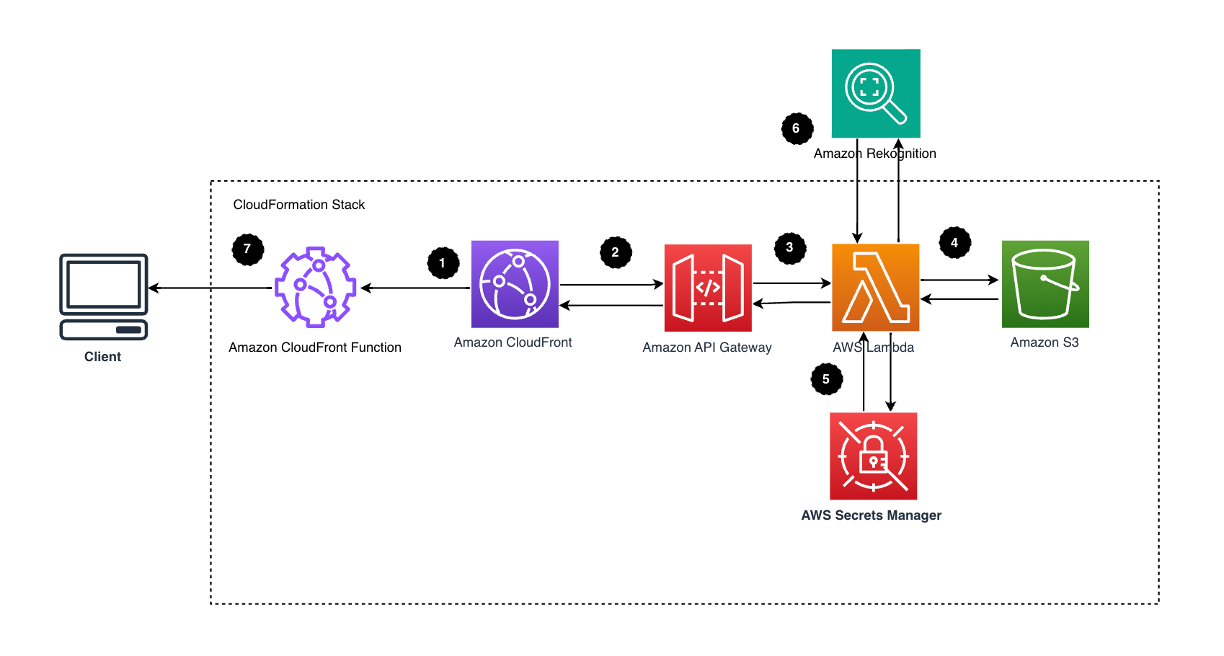 6
Amazon Rekognition
CloudFormation Stack
7
1
2
3
4
</>
Client
Amazon CloudFront Function
Amazon CloudFront
Amazon API Gateway
AWS Lambda
Amazon S3
5
AWS Secrets Manager